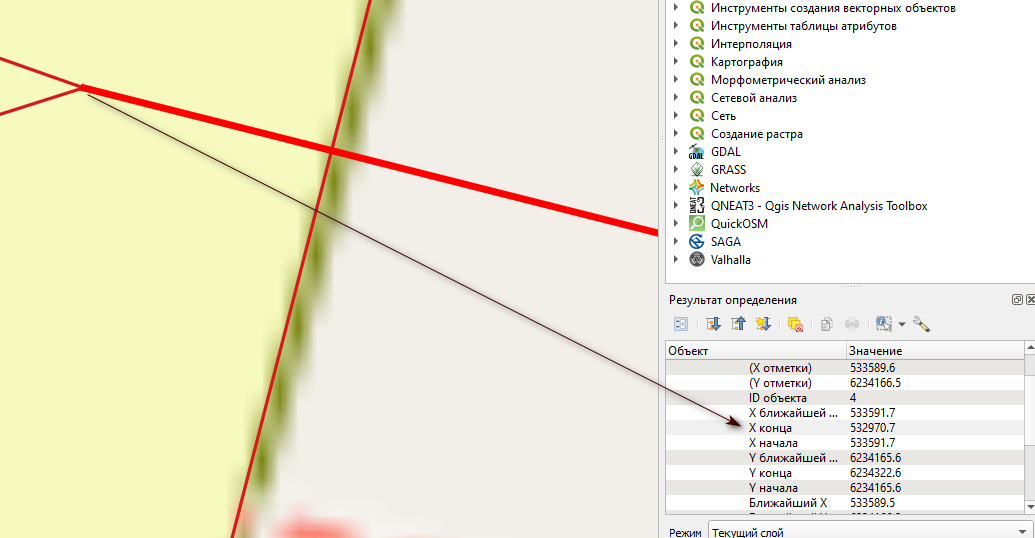 Инструменты создания векторных объектов
Инструменты таблицы атрибутов
Интерполяция
Картография
Морфометрический анализ
Сетевой анализ
Сеть
Создание растра
GDAL
GRASS
Networks
QNEAT3 - Qgis Network Analysis Toolbox
QuickOSM
SAGA
Valhalla
Результат определения
Объект Значение
(X отметки) 533589.6
(Y отметки) 6234166.5
ID объекта 4
X ближайшей ... 533591.7
X конца 532970.7
X начала 533591.7
Y ближайшей ... 6234165.6
Y конца 6234322.6
Y начала 6234165.6
Ближайший X 533589.5
Режим Текущий слой